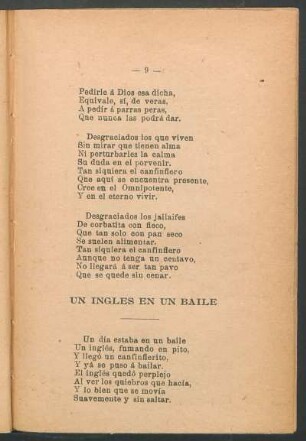 — 9 —
Pedirle á Dios esa dicha,
Equivale, sí, de veras,
A pedir á parras peras,
Que nunca las podrá dar.
Desgraciados los que viven
Sin mirar que tienen alma
Ni perturbarles la calma
Su duda en el porvenir.
Tan siquiera el canfinflero
Que aquí se encuentra presente,
Cree en el Omnipotente,
Y en el eterno vivir.
Desgraciados los jailaifes
De corbatita con fleco,
Que tan solo con pan seco
Se suelen alimentar.
Tan siquiera el canfinflero
Aunque no tenga un centavo,
No llegará á ser tan pavo
Que se quede sin cenar.
UN INGLES EN UN BAILE
Un día estaba en un baile
Un inglés, fumando en pito,
Y llegó un canfinflerito,
Y yá se puso á bailar.
El inglés quedó perplejo
Al ver los quiebros que hacía,
Y lo bien que se movía
Suavemente y sin saltar.